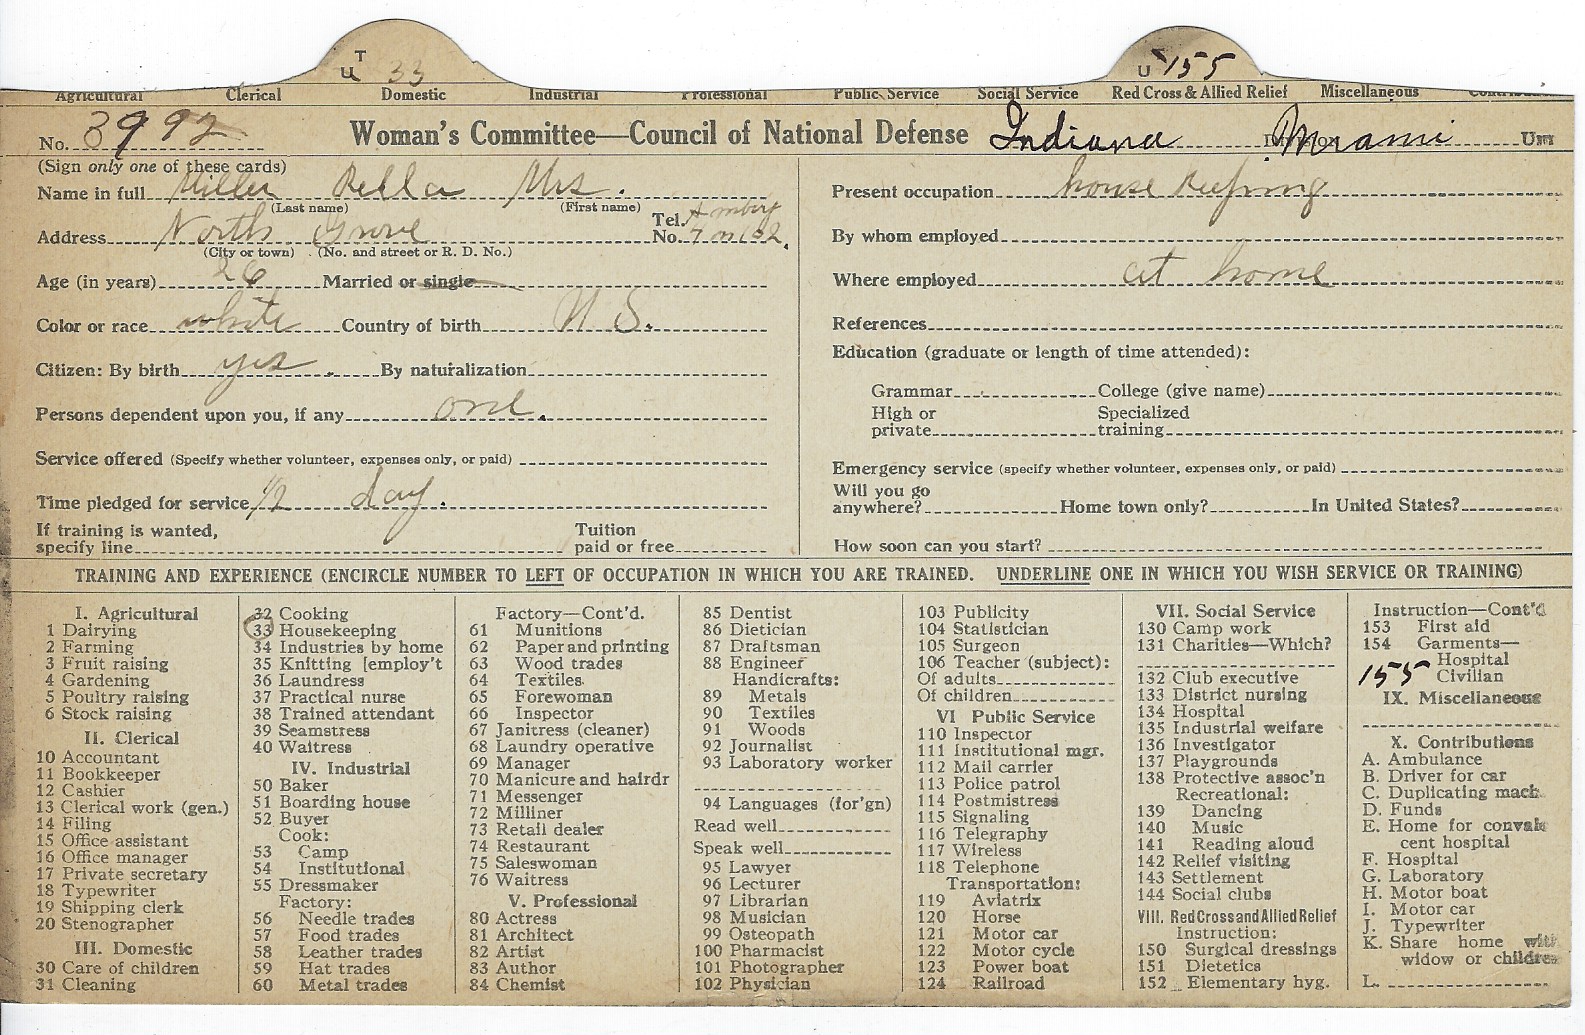 T
U 33
U 155
Agricultural Clerical Domestic Industrial Professional Public Service Social Service Red Cross & Allied Relief Miscellaneous
No. 8992 Woman's Committee—Council of National Defense Indiana Miami Unit
(Sign only one of these cards)
Name in full Miller Della Mrs.
(Last name) (First name)
Address North Grove Tel. No.
(City or town) (No. and street or R. D. No.)
Age (in years) 26 Married or single
Color or race white Country of birth U.S.
Citizen: By birth yes. By naturalization
Persons dependent upon you, if any one.
Service offered (Specify whether volunteer, expenses only, or paid)
Time pledged for service 1/2 day.
If training is wanted, specify line Tuition paid or free
Present occupation house keeping
By whom employed
Where employed at home
References
Education (graduate or length of time attended):
Grammar College (give name)
High or private Specialized training
Emergency service (specify whether volunteer, expenses only, or paid)
Will you go anywhere? Home town only? In United States?
How soon can you start?
TRAINING AND EXPERIENCE (ENCIRCLE NUMBER TO LEFT OF OCCUPATION IN WHICH YOU ARE TRAINED. UNDERLINE ONE IN WHICH YOU WISH SERVICE OR TRAINING)
I. Agricultural
1 Dairying
2 Farming
3 Fruit raising
4 Gardening
5 Poultry raising
6 Stock raising
II. Clerical
10 Accountant
11 Bookkeeper
12 Cashier
13 Clerical work (gen.)
14 Filing
15 Office assistant
16 Office manager
17 Private secretary
18 Typewriter
19 Shipping clerk
20 Stenographer
III. Domestic
30 Care of children
31 Cleaning
32 Cooking
33 Housekeeping
34 Industries by home
35 Knitting [employ't
36 Laundress
37 Practical nurse
38 Trained attendant
39 Seamstress
40 Waitress
IV. Industrial
50 Baker
51 Boarding house
52 Buyer
Cook:
53 Camp
54 Institutional
55 Dressmaker
Factory:
56 Needle trades
57 Food trades
58 Leather trades
59 Hat trades
60 Metal trades
Factory—Cont'd.
61 Munitions
62 Paper and printing
63 Wood trades
64 Textiles
65 Forewoman
66 Inspector
67 Janitress (cleaner)
68 Laundry operative
69 Manager
70 Manicure and hairdr
71 Messenger
72 Milliner
73 Retail dealer
74 Restaurant
75 Saleswoman
76 Waitress
V. Professional
80 Actress
81 Architect
82 Artist
83 Author
84 Chemist
85 Dentist
86 Dietician
87 Draftsman
88 Engineer
Handicrafts:
89 Metals
90 Textiles
91 Woods
92 Journalist
93 Laboratory worker
94 Languages (for'gn)
Read well
Speak well
95 Lawyer
96 Lecturer
97 Librarian
98 Musician
99 Osteopath
100 Pharmacist
101 Photographer
102 Physician
103 Publicity
104 Statistician
105 Surgeon
106 Teacher (subject):
Of adults
Of children
VI Public Service
110 Inspector
111 Institutional mgr.
112 Mail carrier
113 Police patrol
114 Postmistress
115 Signaling
116 Telegraphy
117 Wireless
118 Telephone
Transportation:
119 Aviatrix
120 Horse
121 Motor car
122 Motor cycle
123 Power boat
124 Railroad
VII. Social Service
130 Camp work
131 Charities—Which?
132 Club executive
133 District nursing
134 Hospital
135 Industrial welfare
136 Investigator
137 Playgrounds
138 Protective assoc'n
Recreational:
139 Dancing
140 Music
141 Reading aloud
142 Relief visiting
143 Settlement
144 Social clubs
VIII. Red Cross and Allied Relief
Instruction:
150 Surgical dressings
151 Dietetics
152 Elementary hyg.
Instruction—Cont'd
153 First aid
154 Garments—
Hospital
155 Civilian
IX. Miscellaneous
X. Contributions
A. Ambulance
B. Driver for car
C. Duplicating mach.
D. Funds
E. Home for convales
cent hospital
F. Hospital
G. Laboratory
H. Motor boat
I. Motor car
J. Typewriter
K. Share home with
widow or children
L.